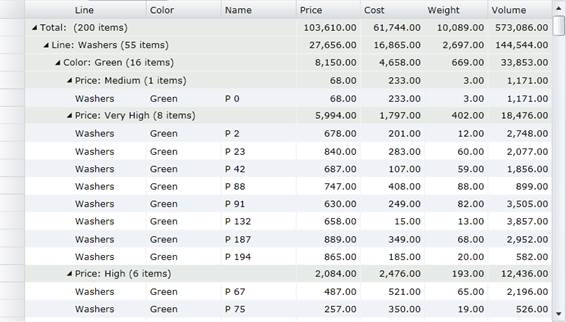 Line Color Name Price Cost Weight Volume
Total: (200 items) 103,610.00 61,744.00 10,089.00 573,086.00
Line: Washers (55 items) 27,656.00 16,865.00 2,697.00 144,544.00
Color: Green (16 items) 8,150.00 4,658.00 669.00 33,853.00
Price: Medium (1 items) 68.00 233.00 3.00 1,171.00
Washers Green P 0 68.00 233.00 3.00 1,171.00
Price: Very High (8 items) 5,994.00 1,797.00 402.00 18,476.00
Washers Green P 2 678.00 201.00 12.00 2,748.00
Washers Green P 23 840.00 283.00 60.00 2,077.00
Washers Green P 42 687.00 107.00 59.00 1,856.00
Washers Green P 88 747.00 408.00 88.00 899.00
Washers Green P 91 630.00 249.00 82.00 3,505.00
Washers Green P 132 658.00 15.00 13.00 3,857.00
Washers Green P 187 889.00 349.00 68.00 2,952.00
Washers Green P 194 865.00 185.00 20.00 582.00
Price: High (6 items) 2,084.00 2,476.00 193.00 12,436.00
Washers Green P 67 487.00 521.00 65.00 2,196.00
Washers Green P 75 257.00 350.00 19.00 526.00